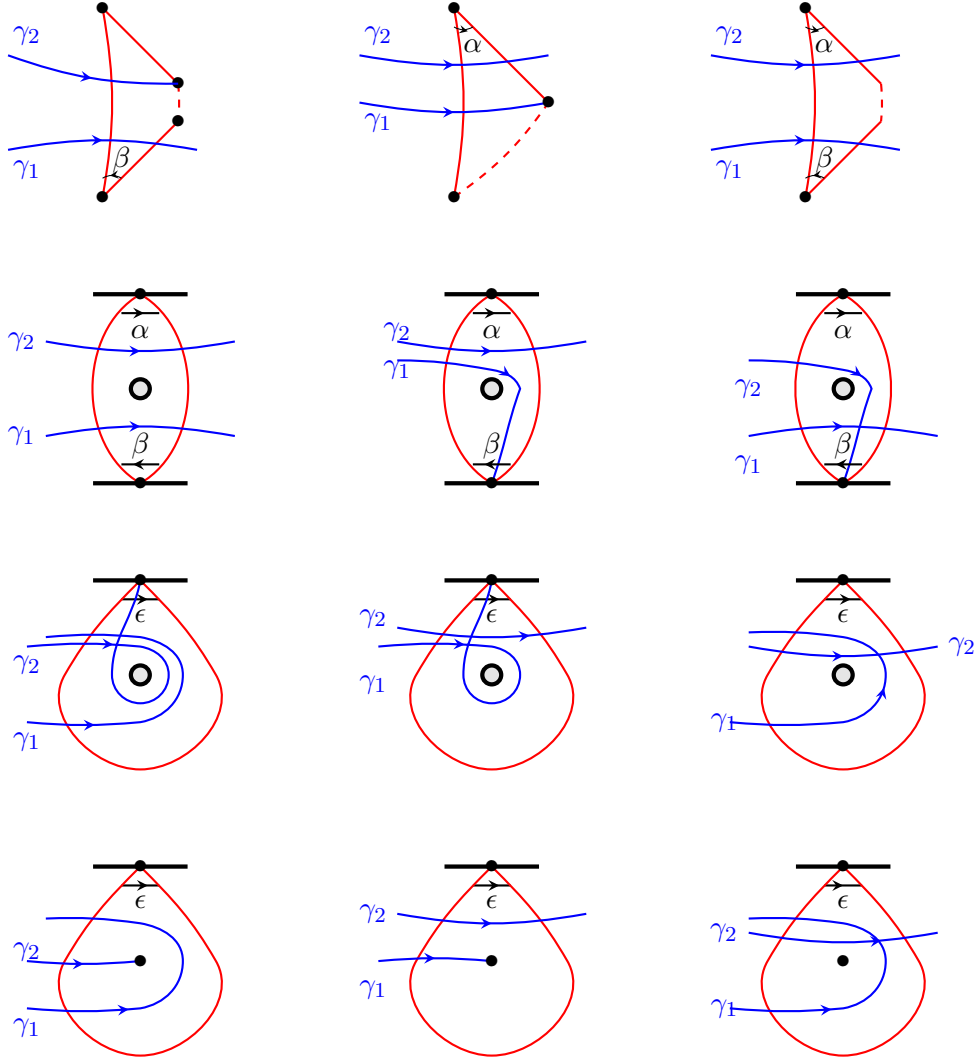 γ₂ γ₁ β
γ₂ γ₁ α
γ₂ γ₁ α β
γ₂ γ₁ α β
γ₂ γ₁ α β
γ₂ γ₁ α β
γ₂ γ₁ ϵ
γ₂ γ₁ ϵ
γ₂ γ₁ ϵ
γ₂ γ₁ ϵ
γ₂ γ₁ ϵ
γ₂ γ₁ ϵ